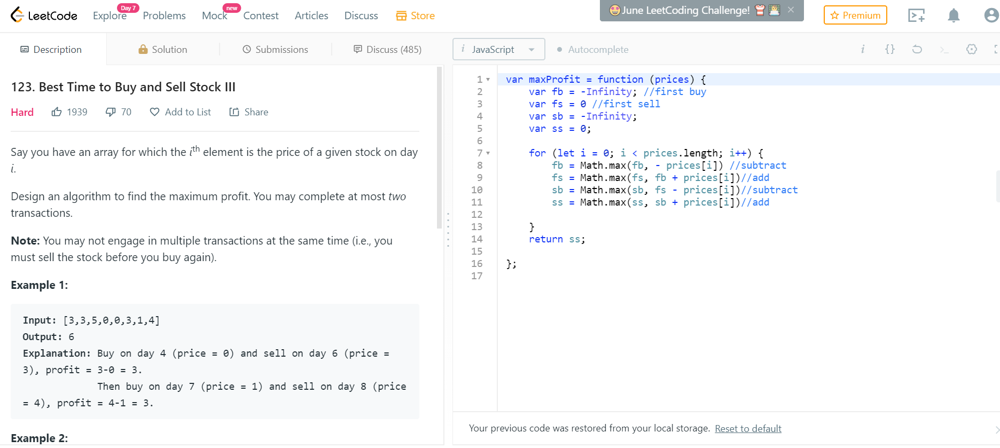 LeetCode
Explore
Day 7
Problems
Mock
new
Contest
Articles
Discuss
Store
June LeetCoding Challenge!
Premium
Description
Solution
Submissions
Discuss (485)
i JavaScript
Autocomplete
i {} >_
123. Best Time to Buy and Sell Stock III
Hard 1939 70 Add to List Share
Say you have an array for which the ith element is the price of a given stock on day
i.
Design an algorithm to find the maximum profit. You may complete at most two
transactions.
Note: You may not engage in multiple transactions at the same time (i.e., you
must sell the stock before you buy again).
Example 1:
Input: [3,3,5,0,0,3,1,4]
Output: 6
Explanation: Buy on day 4 (price = 0) and sell on day 6 (price =
3), profit = 3-0 = 3.
Then buy on day 7 (price = 1) and sell on day 8 (price
= 4), profit = 4-1 = 3.
Example 2:
1 var maxProfit = function (prices) {
2 var fb = -Infinity; //first buy
3 var fs = 0 //first sell
4 var sb = -Infinity;
5 var ss = 0;
6
7 for (let i = 0; i < prices.length; i++) {
8 fb = Math.max(fb, - prices[i]) //subtract
9 fs = Math.max(fs, fb + prices[i])//add
10 sb = Math.max(sb, fs - prices[i])//subtract
11 ss = Math.max(ss, sb + prices[i])//add
12
13 }
14 return ss;
15
16 };
17
Your previous code was restored from your local storage. Reset to default